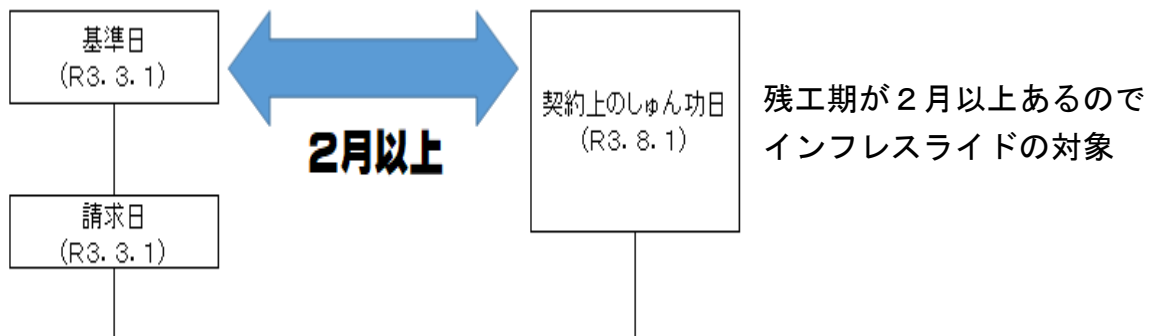 基準日
(R3. 3. 1)
2月以上
契約上のしゅん功日
(R3. 8. 1)
残工期が２月以上あるので
インフレスライドの対象
請求日
(R3. 3. 1)